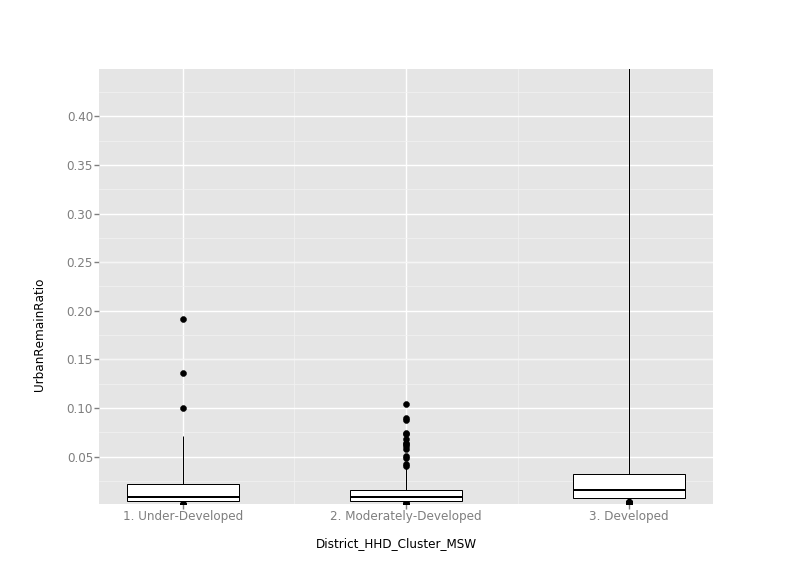 0.40
0.35
0.30
0.25
0.20
0.15
0.10
0.05
UrbanRemainRatio
1. Under-Developed
2. Moderately-Developed
3. Developed
District_HHD_Cluster_MSW